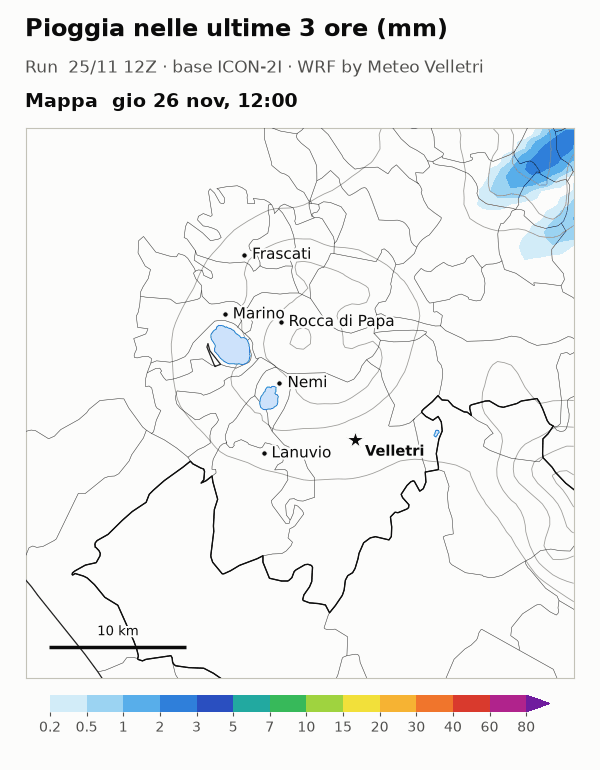 Pioggia nelle ultime 3 ore (mm)
Run  25/11 12Z · base ICON-2I · WRF by Meteo Velletri
Mappa  gio 26 nov, 12:00
Frascati
Marino
Rocca di Papa
Nemi
Velletri
Lanuvio
10 km
0.2 0.5 1 2 3 5 7 10 15 20 30 40 60 80